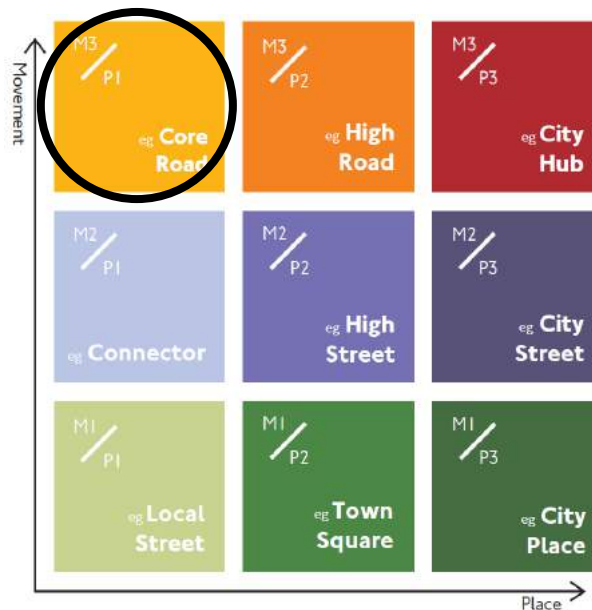 Movement
M3
P1
eg Core
Road
M3
P2
eg High
Road
M3
P3
eg City
Hub
M2
P1
eg Connector
M2
P2
eg High
Street
M2
P3
eg City
Street
M1
P1
eg Local
Street
M1
P2
eg Town
Square
M1
P3
eg City
Place
Place